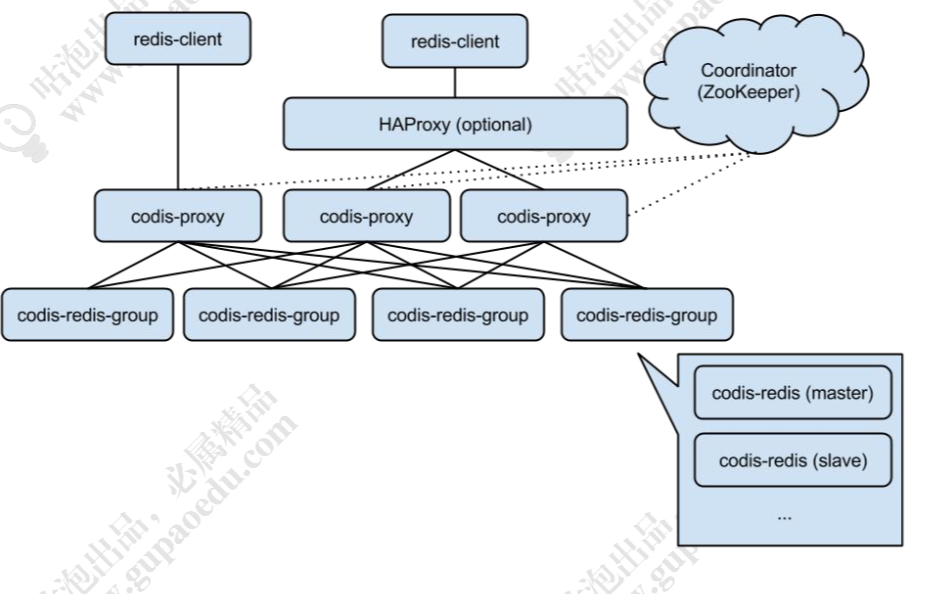 redis-client
redis-client
Coordinator
(ZooKeeper)
HAProxy (optional)
codis-proxy
codis-proxy
codis-proxy
codis-redis-group
codis-redis-group
codis-redis-group
codis-redis-group
codis-redis (master)
codis-redis (slave)
...
咕泡出品，必属精品
www.gupaoedu.com